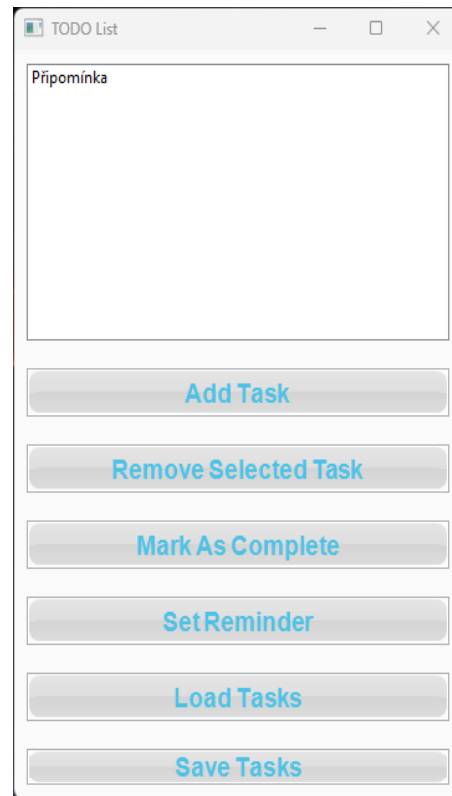 TODO List
Připomínka
Add Task
Remove Selected Task
Mark As Complete
Set Reminder
Load Tasks
Save Tasks